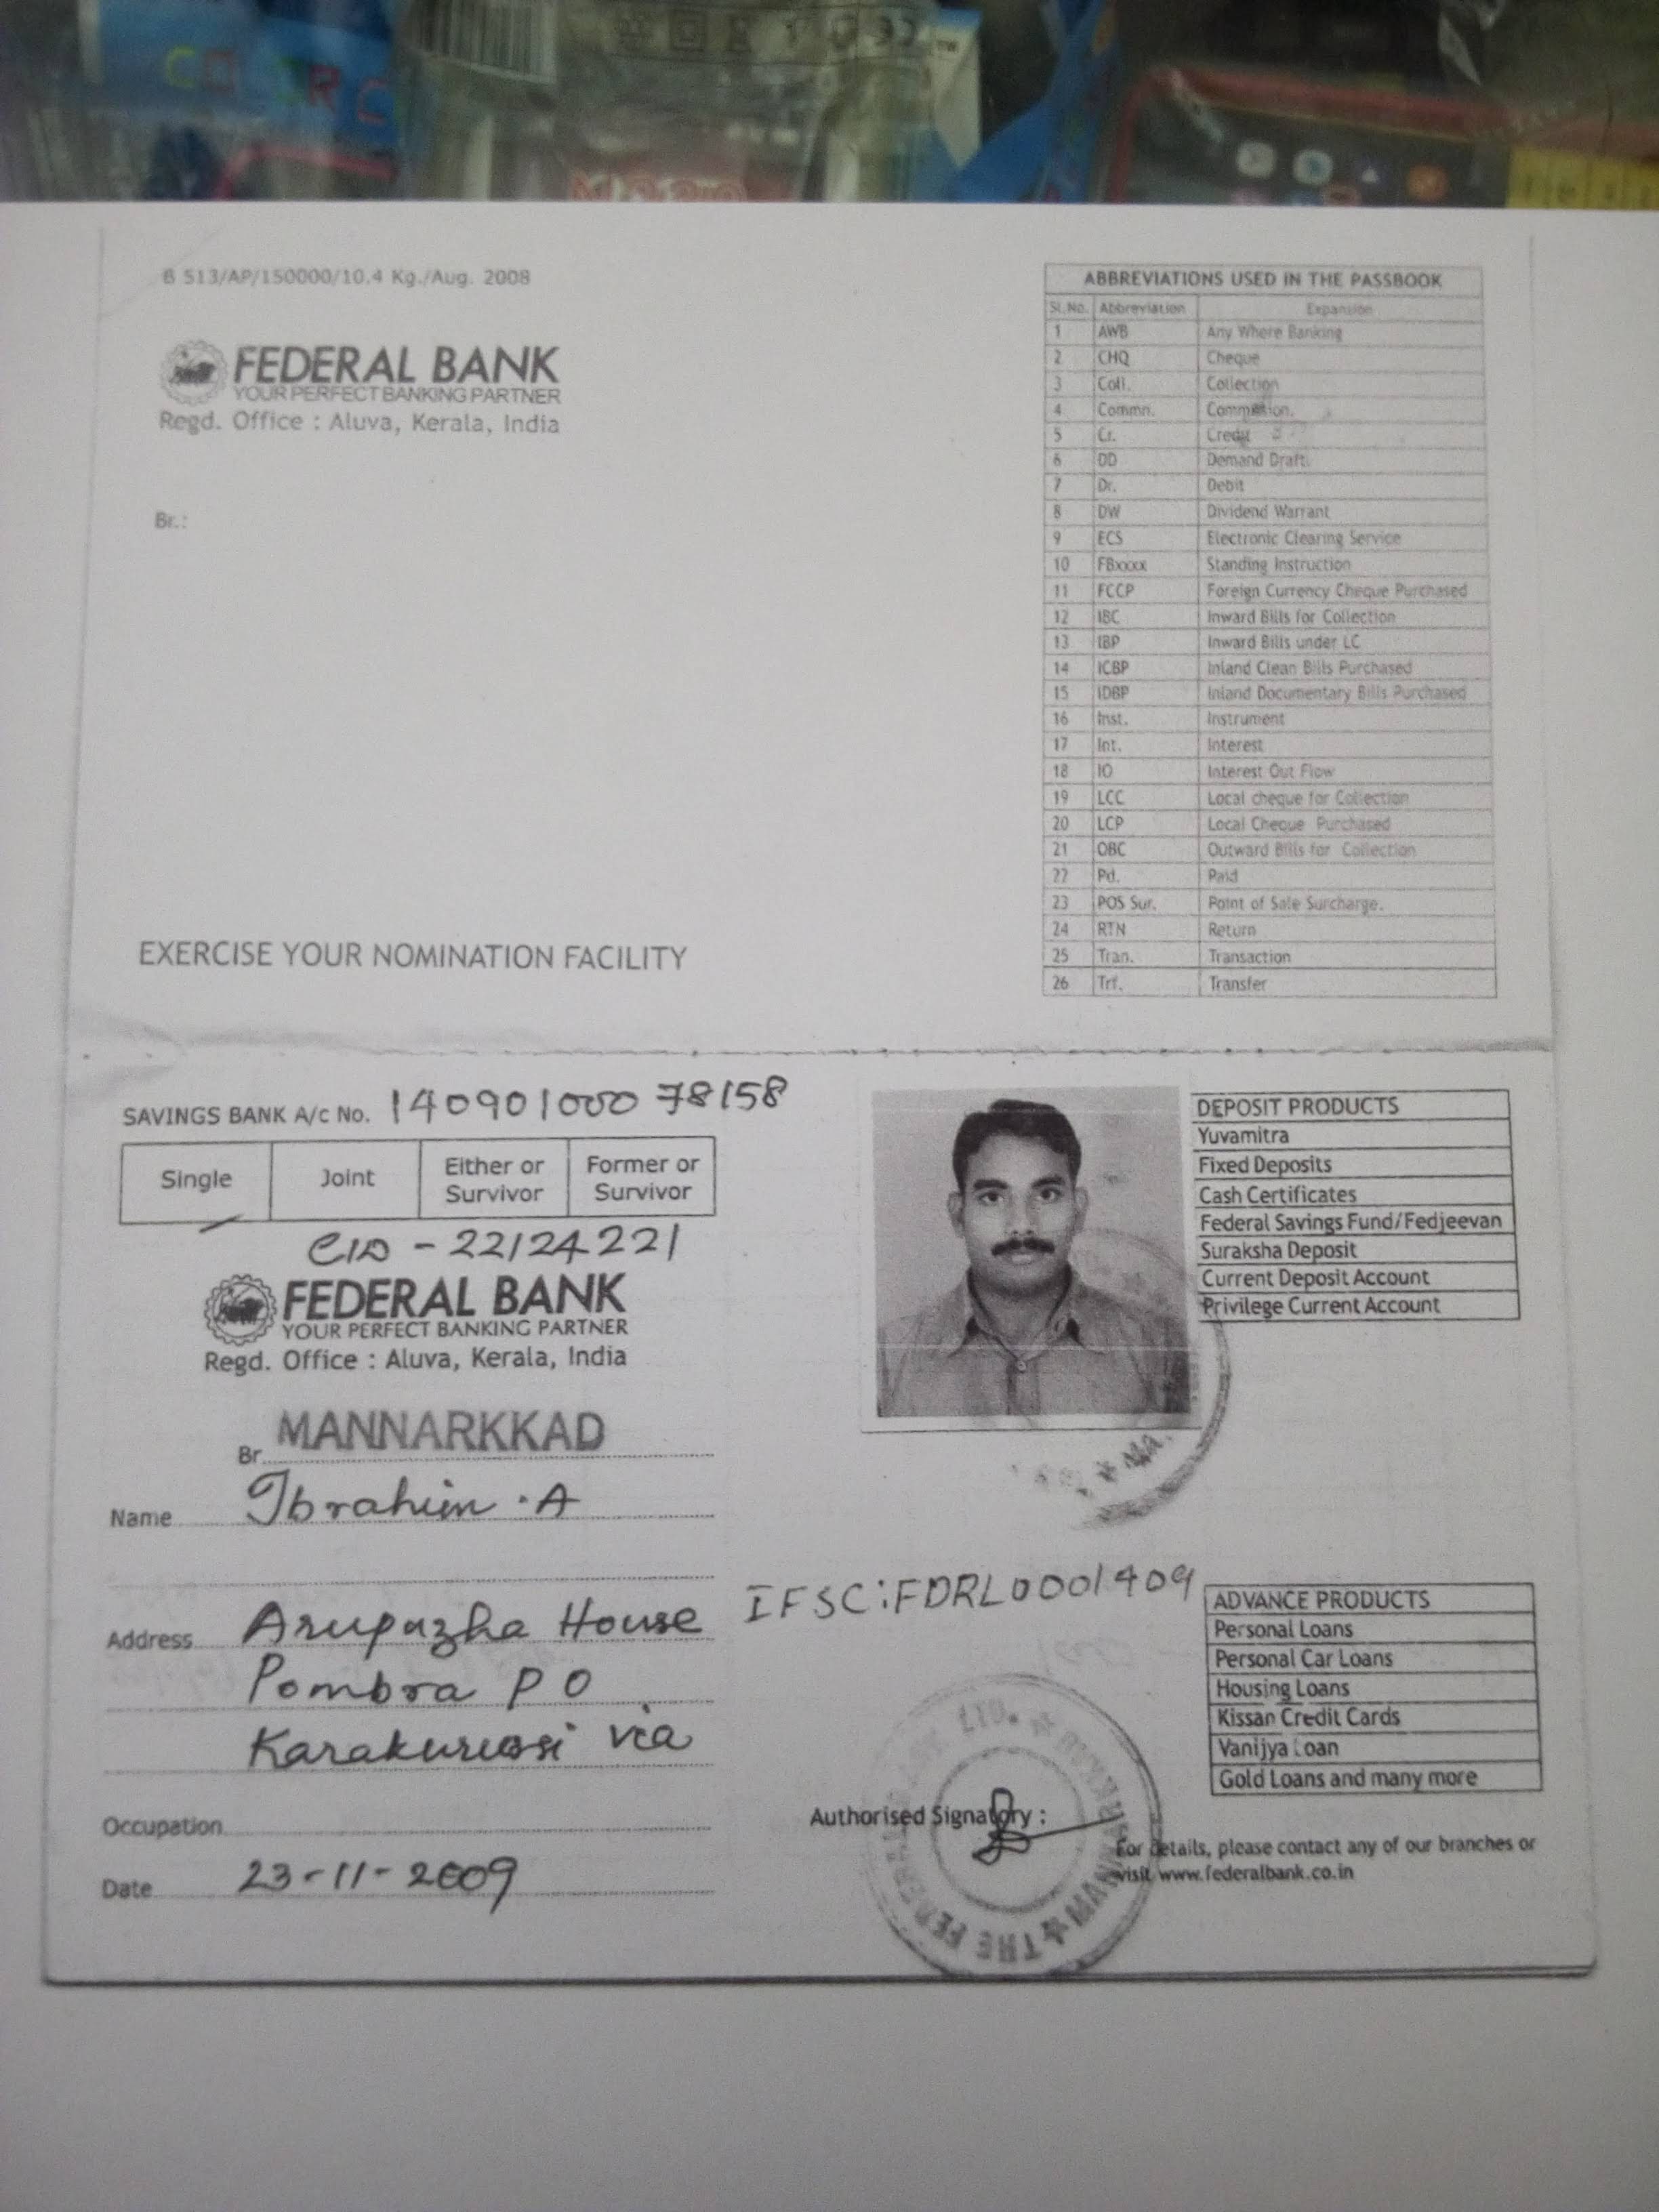 COLOR C
B 513/AP/150000/10.4 Kg./Aug. 2008
FEDERAL BANK
YOUR PERFECT BANKING PARTNER
Regd. Office : Aluva, Kerala, India
Br.:
EXERCISE YOUR NOMINATION FACILITY
ABBREVIATIONS USED IN THE PASSBOOK
Sl.No. Abbreviation Expansion
1 AWB Any Where Banking
2 CHQ Cheque
3 Coll. Collection
4 Commn. Commission.
5 Cr. Credit
6 DD Demand Draft.
7 Dr. Debit
8 DW Dividend Warrant
9 ECS Electronic Clearing Service
10 FBxxxx Standing Instruction
11 FCCP Foreign Currency Cheque Purchased
12 IBC Inward Bills for Collection
13 IBP Inward Bills under LC
14 ICBP Inland Clean Bills Purchased
15 IDBP Inland Documentary Bills Purchased
16 Inst. Instrument
17 Int. Interest
18 IO Interest Out Flow
19 LCC Local cheque for Collection
20 LCP Local Cheque Purchased
21 OBC Outward Bills for Collection
22 Pd. Paid
23 POS Sur. Point of Sale Surcharge.
24 RTN Return
25 Tran. Transaction
26 Trf. Transfer
SAVINGS BANK A/c No. 14090100078158
Single Joint Either or Survivor Former or Survivor
CID - 22124221
FEDERAL BANK
YOUR PERFECT BANKING PARTNER
Regd. Office : Aluva, Kerala, India
Br. MANNARKKAD
Name Ibrahim .A
Address Arupazha House
Pombra P O
Karakurussi via
Occupation
Date 23-11-2009
DEPOSIT PRODUCTS
Yuvamitra
Fixed Deposits
Cash Certificates
Federal Savings Fund/Fedjeevan
Suraksha Deposit
Current Deposit Account
Privilege Current Account
IFSC:FDRL0001409
ADVANCE PRODUCTS
Personal Loans
Personal Car Loans
Housing Loans
Kissan Credit Cards
Vanijya Loan
Gold Loans and many more
Authorised Signatory :
For details, please contact any of our branches or
visit www.federalbank.co.in